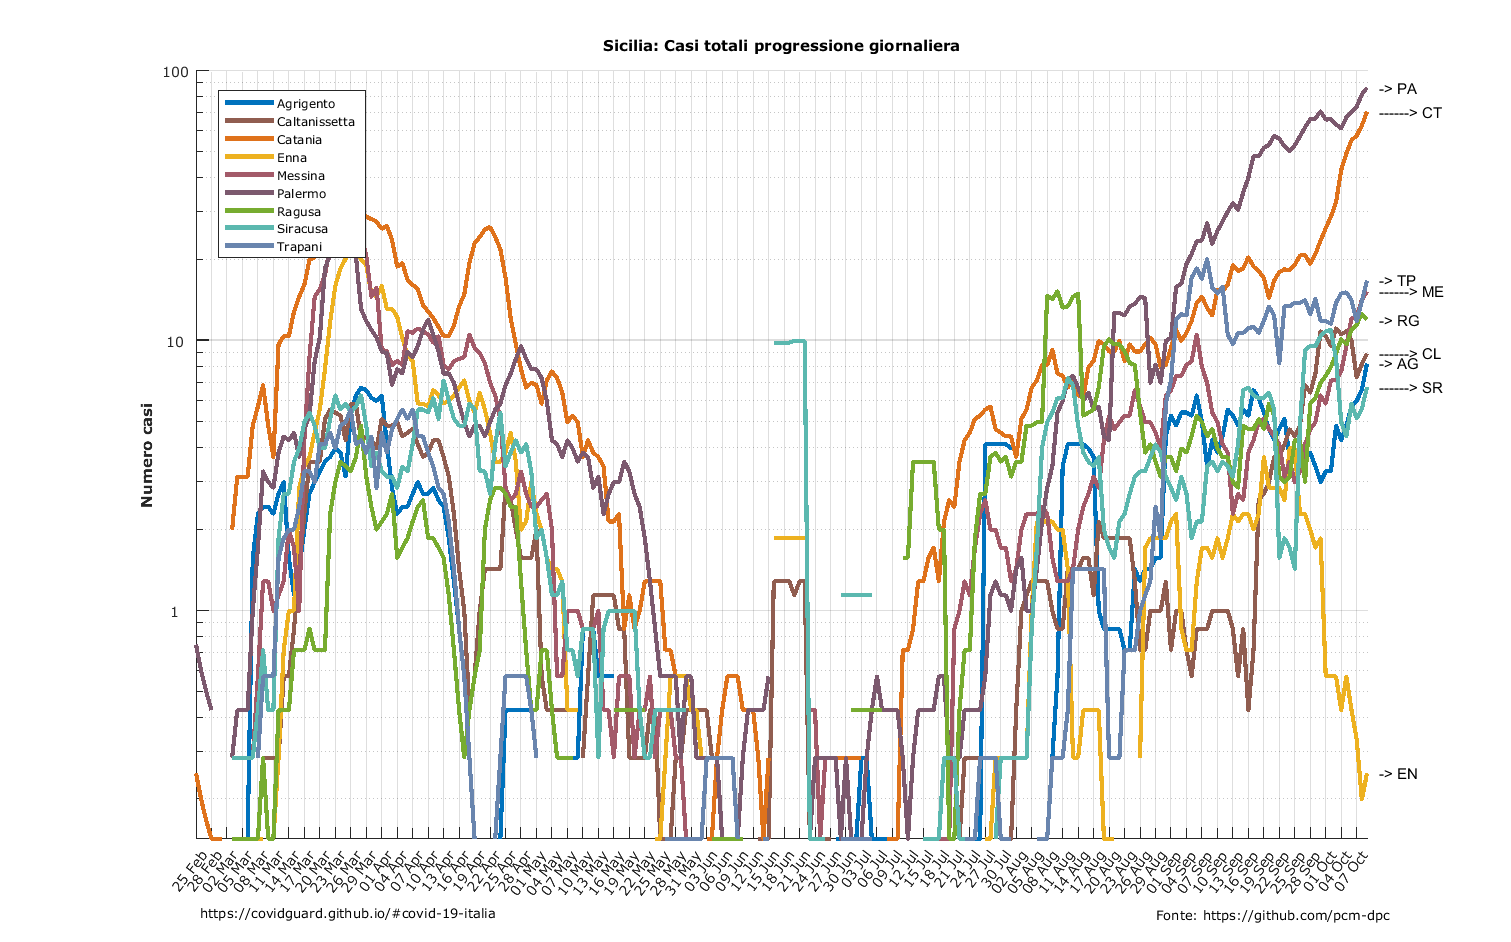 Sicilia: Casi totali progressione giornaliera
100
10
1
Numero casi
Agrigento
Caltanissetta
Catania
Enna
Messina
Palermo
Ragusa
Siracusa
Trapani
-> PA
------> CT
-> TP
------> ME
-> RG
------> CL
-> AG
------> SR
-> EN
25 Feb
28 Feb
02 Mar
05 Mar
08 Mar
11 Mar
14 Mar
17 Mar
20 Mar
23 Mar
26 Mar
29 Mar
01 Apr
04 Apr
07 Apr
10 Apr
13 Apr
16 Apr
19 Apr
22 Apr
25 Apr
28 Apr
01 May
04 May
07 May
10 May
13 May
16 May
19 May
22 May
25 May
28 May
31 May
03 Jun
06 Jun
09 Jun
12 Jun
15 Jun
18 Jun
21 Jun
24 Jun
27 Jun
30 Jun
03 Jul
06 Jul
09 Jul
12 Jul
15 Jul
18 Jul
21 Jul
24 Jul
27 Jul
30 Jul
02 Aug
05 Aug
08 Aug
11 Aug
14 Aug
17 Aug
20 Aug
23 Aug
26 Aug
29 Aug
01 Sep
04 Sep
07 Sep
10 Sep
13 Sep
16 Sep
19 Sep
22 Sep
25 Sep
28 Sep
01 Oct
04 Oct
07 Oct
https://covidguard.github.io/#covid-19-italia
Fonte: https://github.com/pcm-dpc